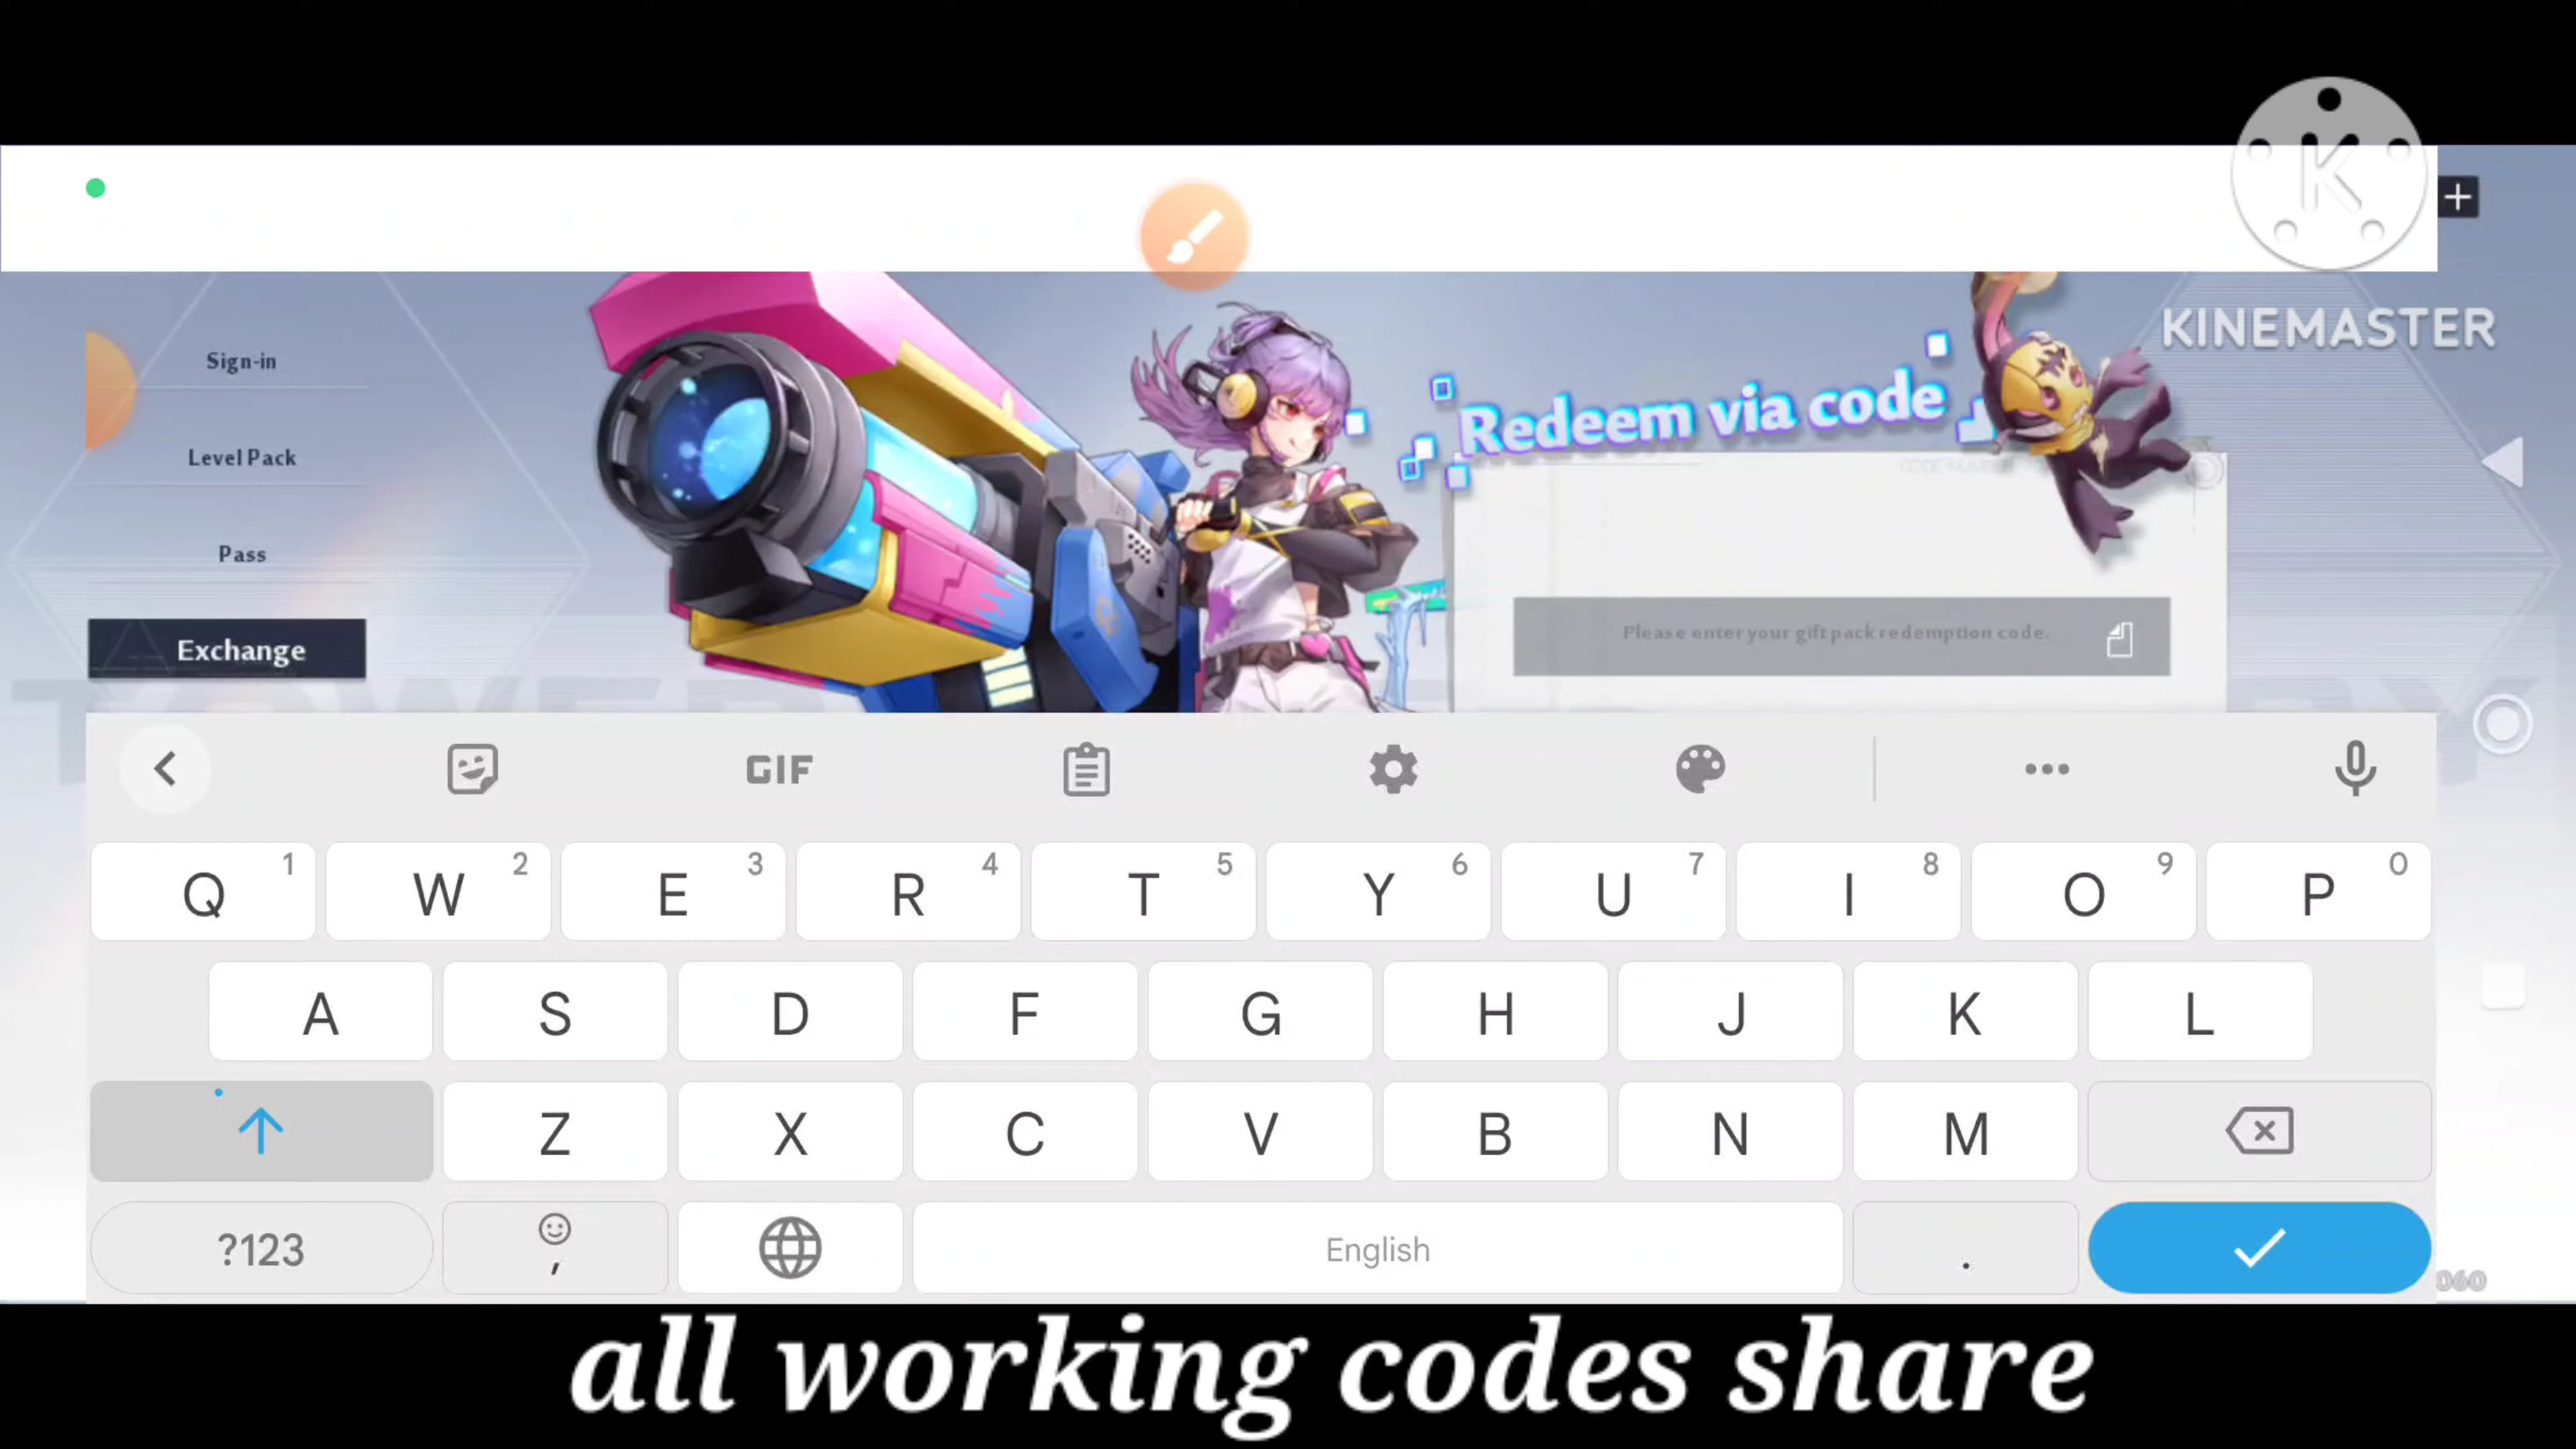 K
KINEMASTER
Sign-in
Level Pack
Pass
Exchange
Redeem via code
Please enter your gift pack redemption code.
GIF
Q 1 W 2 E 3 R 4 T 5 Y 6 U 7 I 8 O 9 P 0
A S D F G H J K L
Z X C V B N M
?123 , English .
060
all working codes share